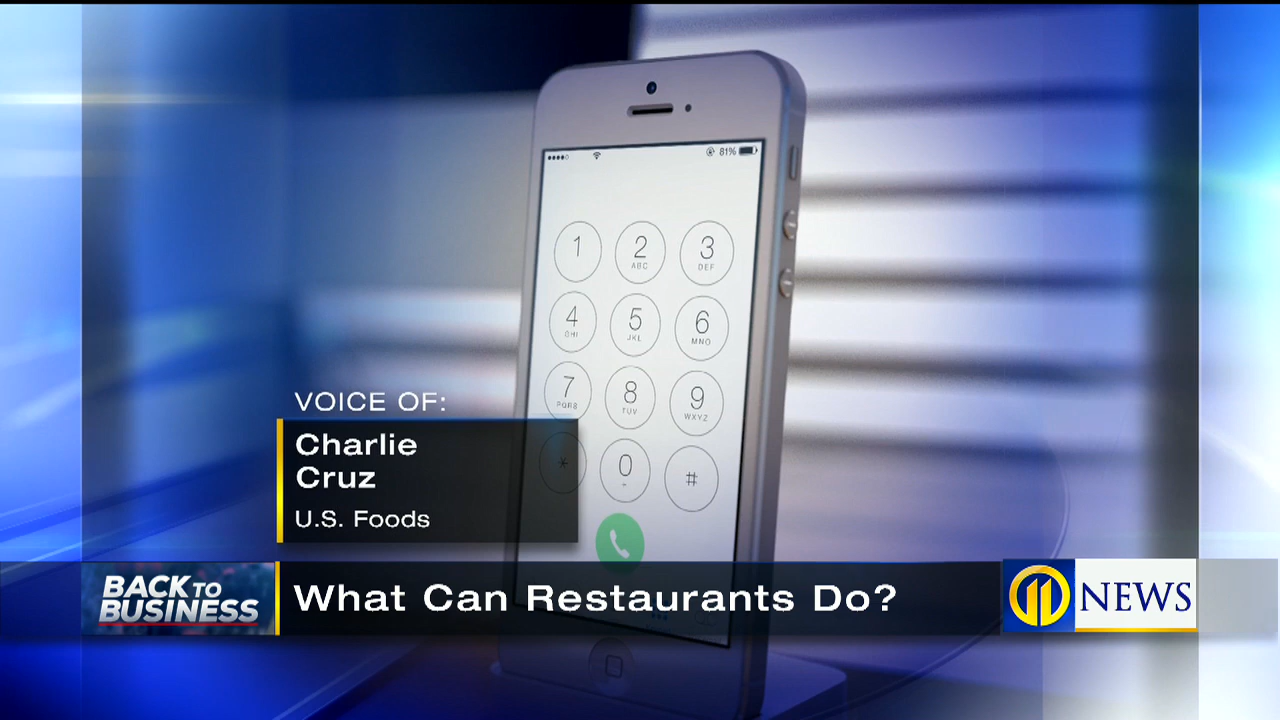 81%
1
2
3
ABC
DEF
4
5
6
GHI
JKL
MNO
7
8
9
PQRS
TUV
WXYZ
*
0
#
VOICE OF:
Charlie
Cruz
U.S. Foods
BACK TO
BUSINESS
What Can Restaurants Do?
11 NEWS